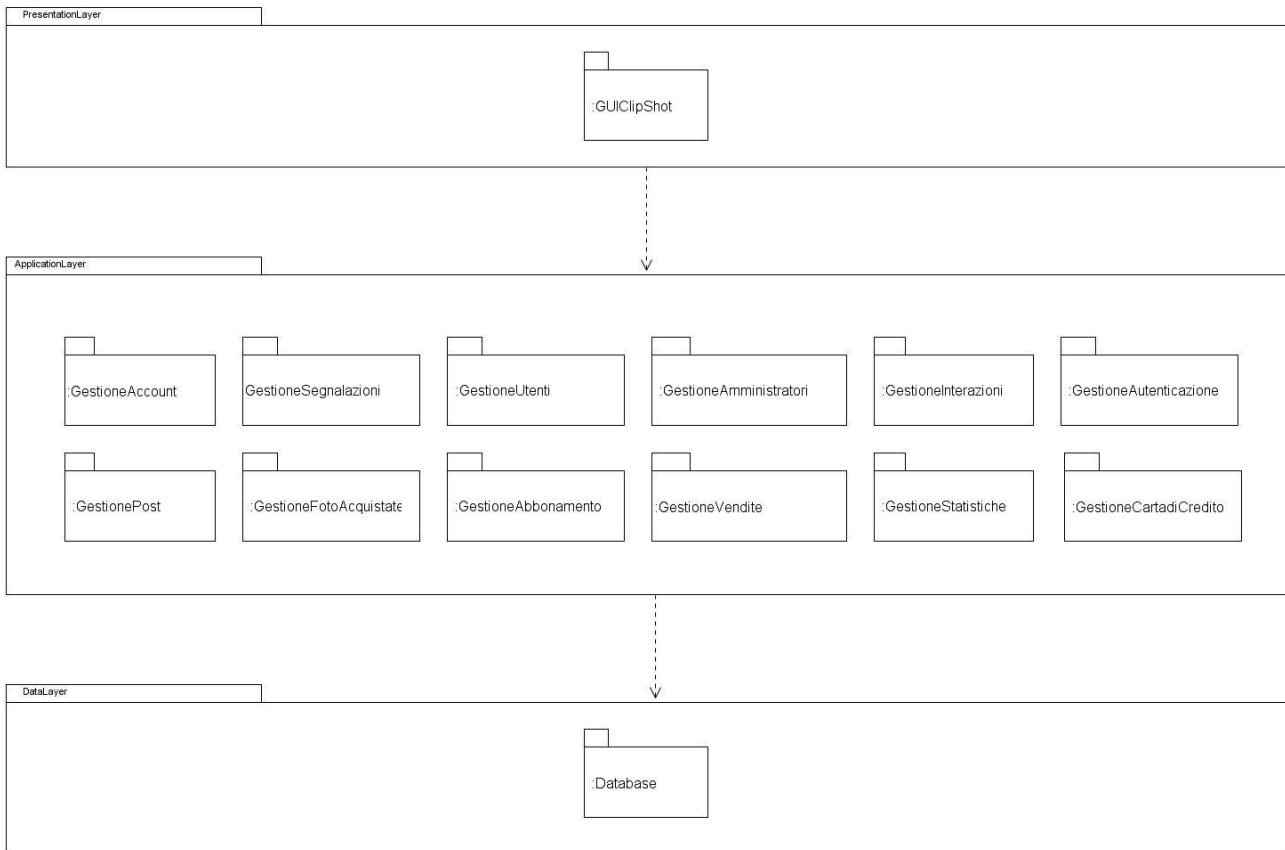 PresentationLayer
:GUIClipShot
ApplicationLayer
:GestioneAccount
GestioneSegnalazioni
:GestioneUtenti
:GestioneAmministratori
:GestioneInterazioni
:GestioneAutenticazione
:GestionePost
:GestioneFotoAcquistate
:GestioneAbbonamento
:GestioneVendite
:GestioneStatistiche
:GestioneCartadiCredito
DataLayer
:Database